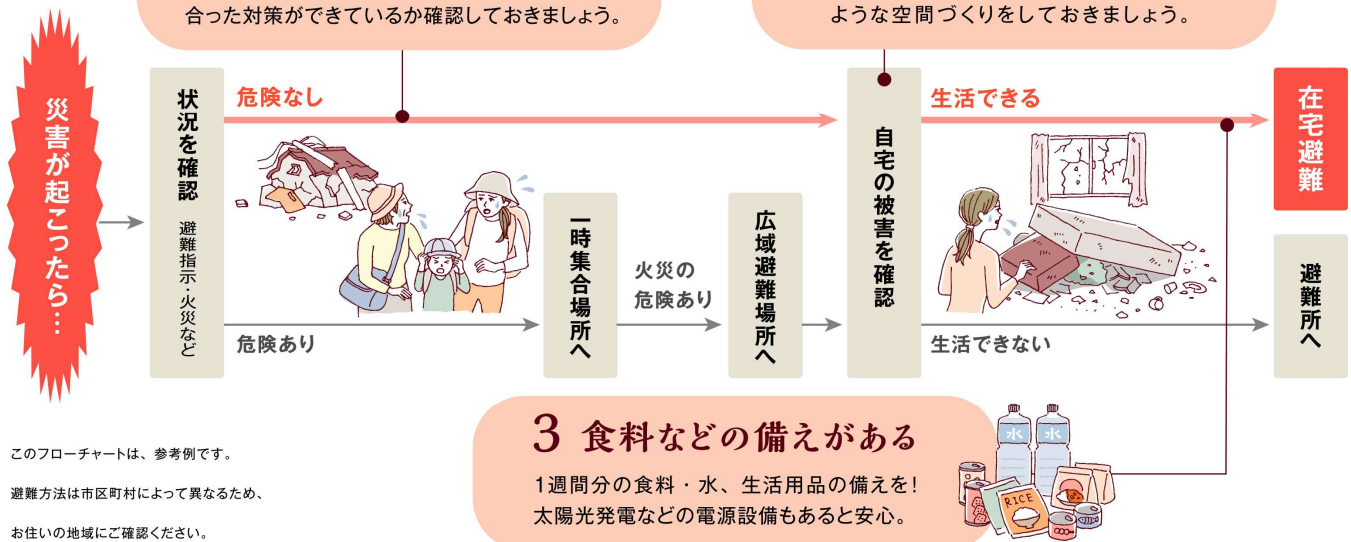 合った対策ができているか確認しておきましょう。
ような空間づくりをしておきましょう。
災害が起こったら…
状況を確認 避難指示・火災など
危険なし
危険あり
一時集合場所へ
火災の
危険あり
広域避難場所へ
自宅の被害を確認
生活できる
生活できない
在宅避難
避難所へ
3 食料などの備えがある
1週間分の食料・水、生活用品の備えを!
太陽光発電などの電源設備もあると安心。
水
水
RICE
このフローチャートは、参考例です。
避難方法は市区町村によって異なるため、
お住いの地域にご確認ください。